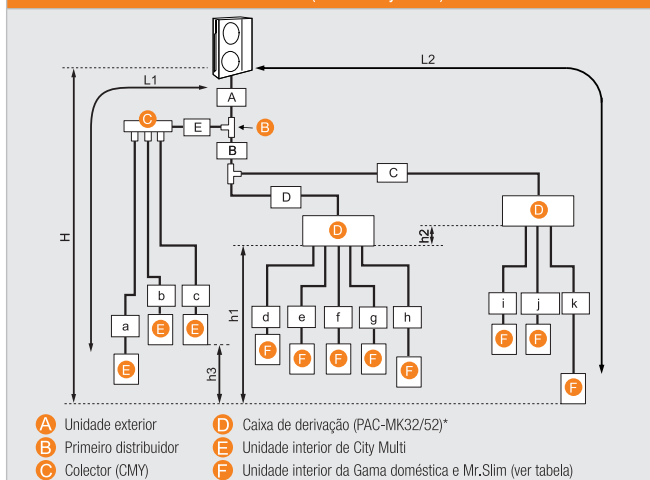 L1
L2
A
C
E
B
B
C
D
D
D
H
h2
h1
h3
a
b
c
d
e
f
g
h
i
j
k
E
E
E
F
F
F
F
F
F
F
F
A Unidade exterior
B Primeiro distribuidor
C Colector (CMY)
D Caixa de derivação (PAC-MK32/52)*
E Unidade interior de City Multi
F Unidade interior da Gama doméstica e Mr.Slim (ver tabela)